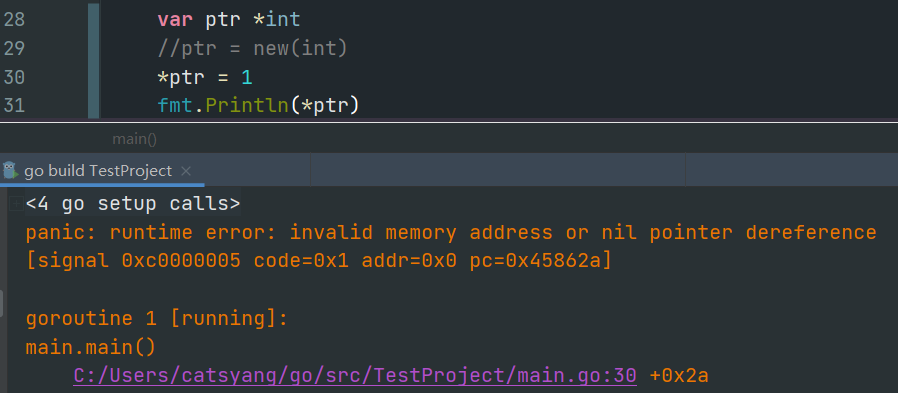 28 var ptr *int
29 //ptr = new(int)
30 *ptr = 1
31 fmt.Println(*ptr)
main()
go build TestProject ×
<4 go setup calls>
panic: runtime error: invalid memory address or nil pointer dereference
[signal 0xc0000005 code=0x1 addr=0x0 pc=0x45862a]
goroutine 1 [running]:
main.main()
C:/Users/catsyang/go/src/TestProject/main.go:30 +0x2a